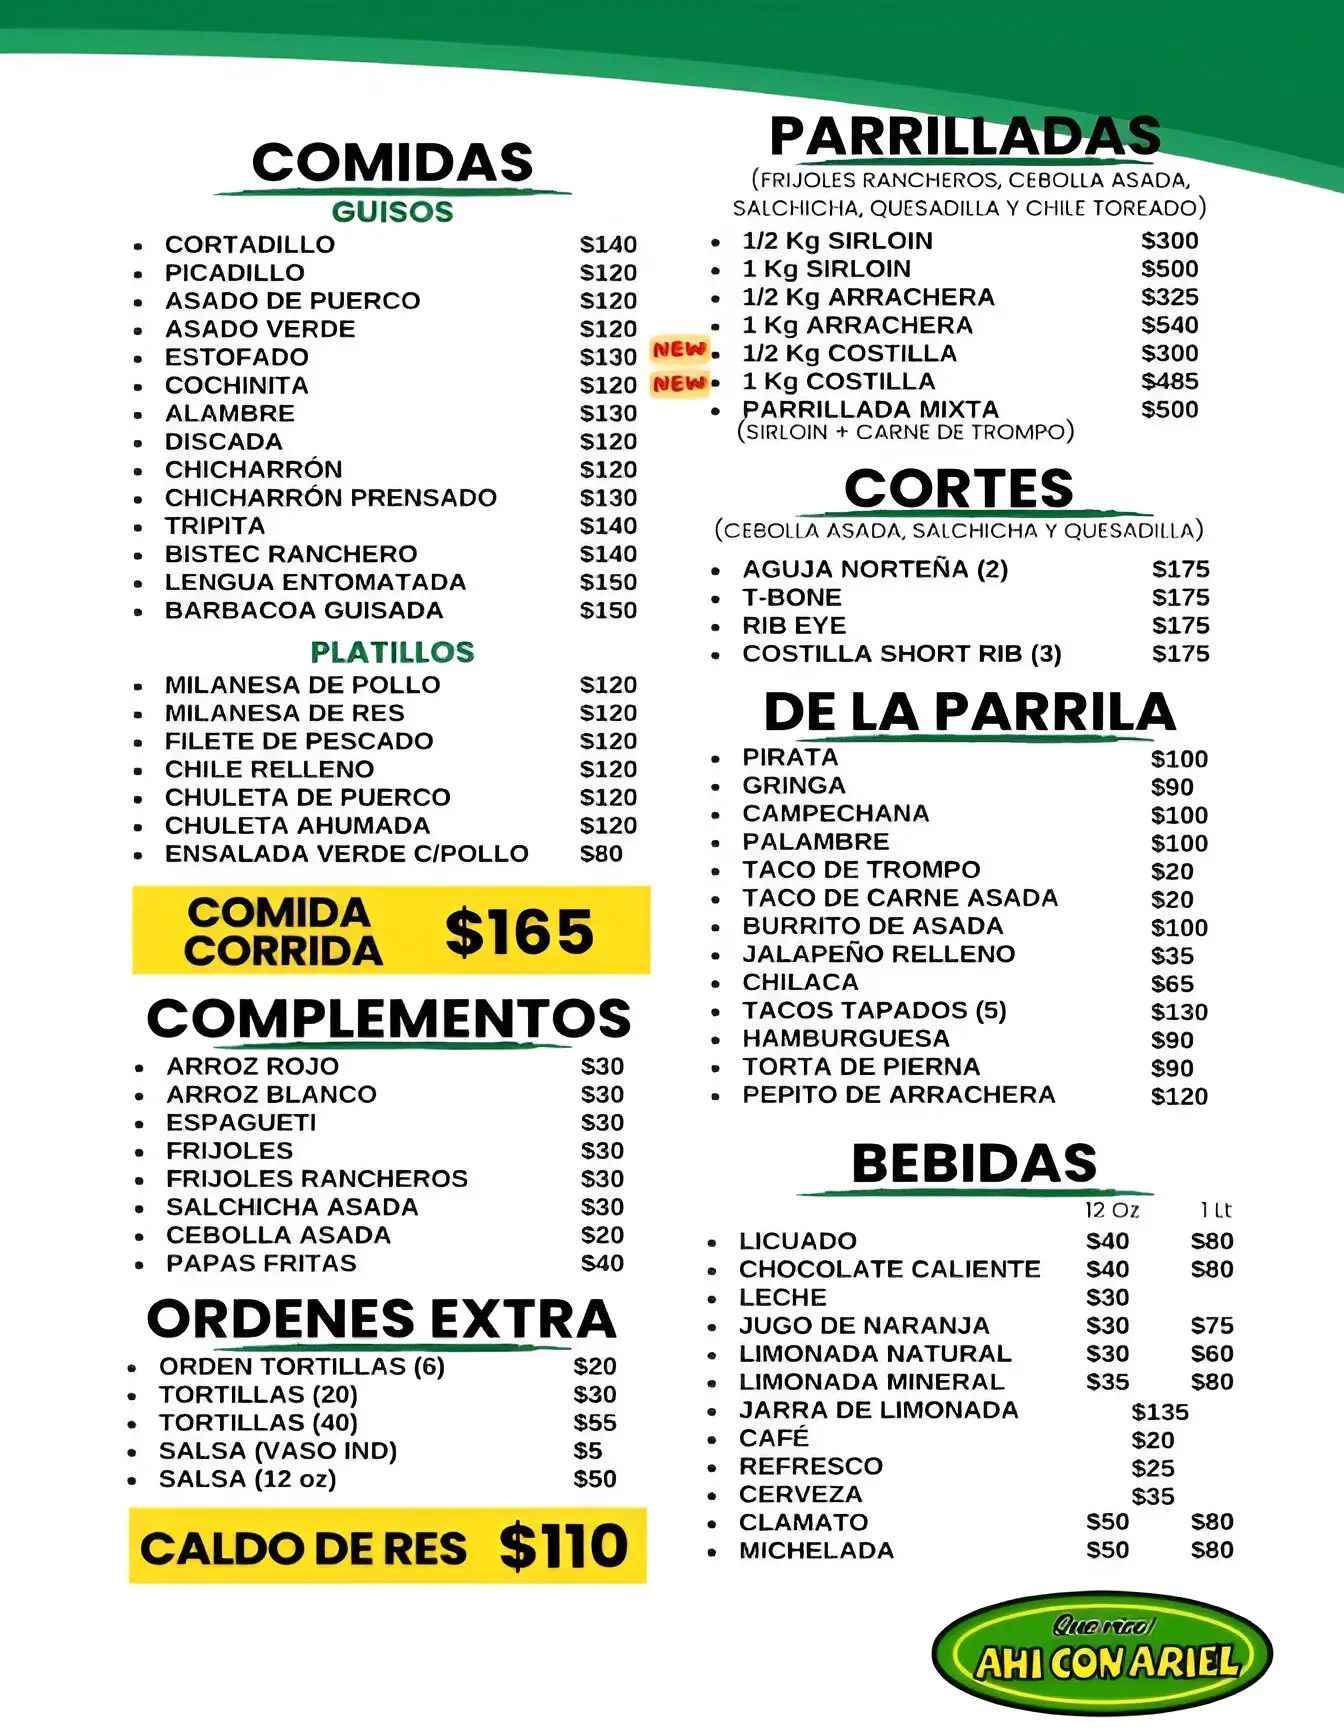 COMIDAS
GUISOS
• CORTADILLO $140
• PICADILLO $120
• ASADO DE PUERCO $120
• ASADO VERDE $120
• ESTOFADO $130
• COCHINITA $120
• ALAMBRE $130
• DISCADA $120
• CHICHARRÓN $120
• CHICHARRÓN PRENSADO $130
• TRIPITA $140
• BISTEC RANCHERO $140
• LENGUA ENTOMATADA $150
• BARBACOA GUISADA $150
PLATILLOS
• MILANESA DE POLLO $120
• MILANESA DE RES $120
• FILETE DE PESCADO $120
• CHILE RELLENO $120
• CHULETA DE PUERCO $120
• CHULETA AHUMADA $120
• ENSALADA VERDE C/POLLO $80
COMIDA
CORRIDA $165
COMPLEMENTOS
• ARROZ ROJO $30
• ARROZ BLANCO $30
• ESPAGUETI $30
• FRIJOLES $30
• FRIJOLES RANCHEROS $30
• SALCHICHA ASADA $30
• CEBOLLA ASADA $20
• PAPAS FRITAS $40
ORDENES EXTRA
• ORDEN TORTILLAS (6) $20
• TORTILLAS (20) $30
• TORTILLAS (40) $55
• SALSA (VASO IND) $5
• SALSA (12 oz) $50
CALDO DE RES $110
PARRILLADAS
(FRIJOLES RANCHEROS, CEBOLLA ASADA,
SALCHICHA, QUESADILLA Y CHILE TOREADO)
• 1/2 Kg SIRLOIN $300
• 1 Kg SIRLOIN $500
• 1/2 Kg ARRACHERA $325
• 1 Kg ARRACHERA $540
NEW • 1/2 Kg COSTILLA $300
NEW • 1 Kg COSTILLA $485
• PARRILLADA MIXTA $500
(SIRLOIN + CARNE DE TROMPO)
CORTES
(CEBOLLA ASADA, SALCHICHA Y QUESADILLA)
• AGUJA NORTEÑA (2) $175
• T-BONE $175
• RIB EYE $175
• COSTILLA SHORT RIB (3) $175
DE LA PARRILA
• PIRATA $100
• GRINGA $90
• CAMPECHANA $100
• PALAMBRE $100
• TACO DE TROMPO $20
• TACO DE CARNE ASADA $20
• BURRITO DE ASADA $100
• JALAPEÑO RELLENO $35
• CHILACA $65
• TACOS TAPADOS (5) $130
• HAMBURGUESA $90
• TORTA DE PIERNA $90
• PEPITO DE ARRACHERA $120
BEBIDAS
12 Oz 1 Lt
• LICUADO $40 $80
• CHOCOLATE CALIENTE $40 $80
• LECHE $30
• JUGO DE NARANJA $30 $75
• LIMONADA NATURAL $30 $60
• LIMONADA MINERAL $35 $80
• JARRA DE LIMONADA $135
• CAFÉ $20
• REFRESCO $25
• CERVEZA $35
• CLAMATO $50 $80
• MICHELADA $50 $80
Que rico!
AHI CON ARIEL